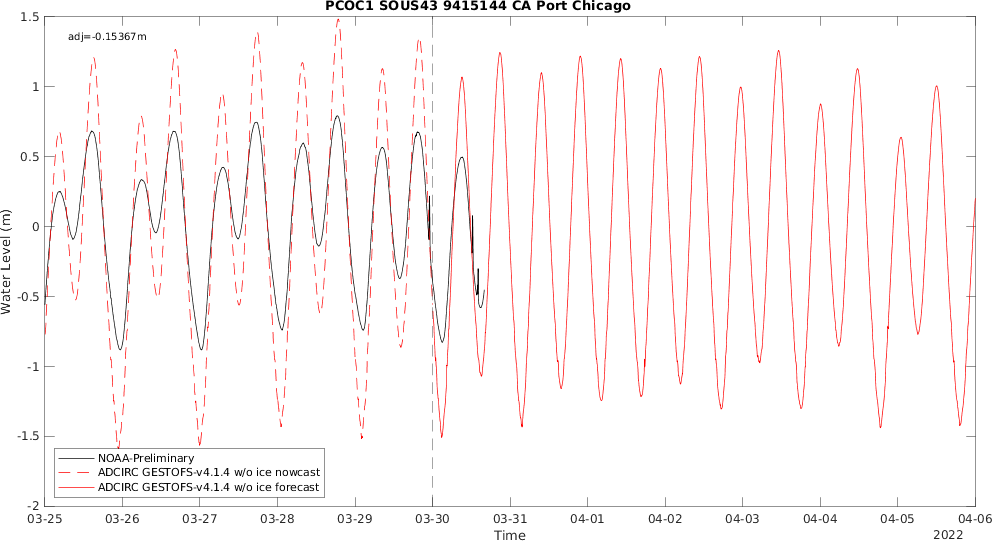 PCOC1 SOUS43 9415144 CA Port Chicago
adj=-0.15367m
1.5
1
0.5
0
-0.5
-1
-1.5
-2
Water Level (m)
NOAA-Preliminary
ADCIRC GESTOFS-v4.1.4 w/o ice nowcast
ADCIRC GESTOFS-v4.1.4 w/o ice forecast
03-25 03-26 03-27 03-28 03-29 03-30 03-31 04-01 04-02 04-03 04-04 04-05 04-06
Time
2022